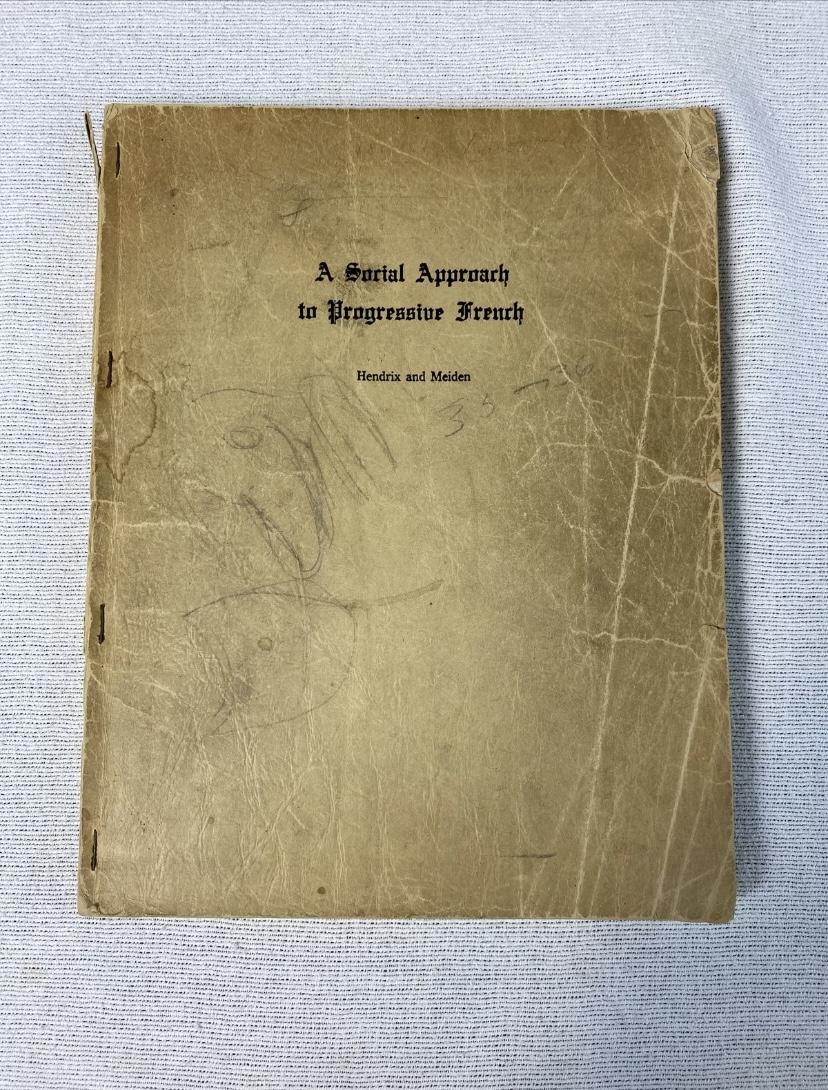 A Social Approach
to Progressive French
Hendrix and Meiden